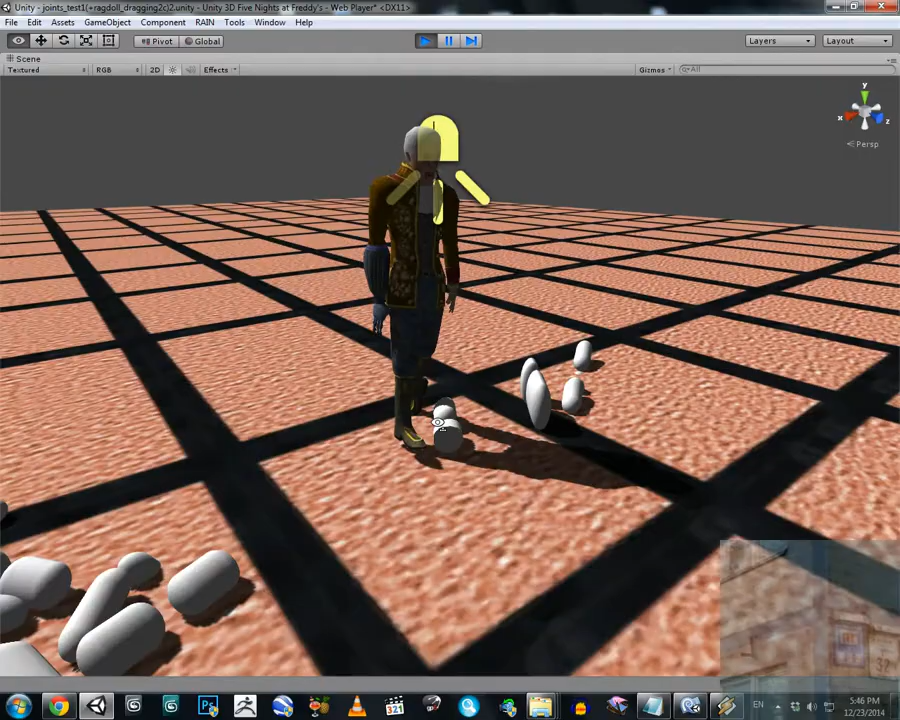 Unity - joints_test1(+ragdoll_dragging2c)2.unity - Unity 3D Five Nights at Freddy's - Web Player* <DX11>
File Edit Assets GameObject Component RAIN Tools Window Help
Pivot Global Layers Layout
Scene
Textured RGB 2D Effects Gizmos All
y
x z
Persp
32
321
EN 5:46 PM
12/23/2014